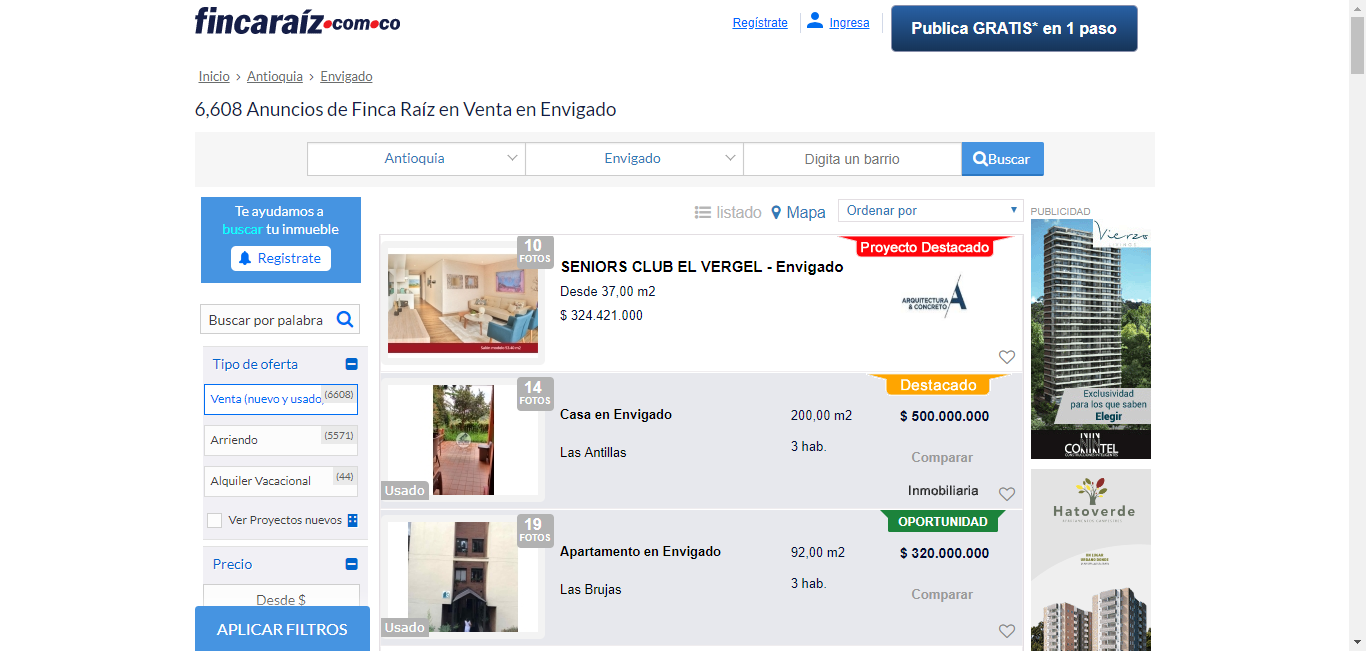 fincaraíz.com.co
Regístrate
Ingresa
Publica GRATIS* en 1 paso
Inicio › Antioquia › Envigado
6,608 Anuncios de Finca Raíz en Venta en Envigado
Antioquia
Envigado
Digita un barrio
Buscar
Te ayudamos a
buscar tu inmueble
Registrate
Buscar por palabra
Tipo de oferta
Venta (nuevo y usado)
(6608)
Arriendo
(5571)
Alquiler Vacacional
(44)
Ver Proyectos nuevos
Precio
Desde $
APLICAR FILTROS
listado
Mapa
Ordenar por
10
FOTOS
SENIORS CLUB EL VERGEL - Envigado
Desde 37,00 m2
$ 324.421.000
Proyecto Destacado
ARQUITECTURA
& CONCRETO
14
FOTOS
Usado
Casa en Envigado
Las Antillas
200,00 m2
3 hab.
Destacado
$ 500.000.000
Comparar
Inmobiliaria
19
FOTOS
Usado
Apartamento en Envigado
Las Brujas
92,00 m2
3 hab.
OPORTUNIDAD
$ 320.000.000
Comparar
PUBLICIDAD
Vierzo
Exclusividad
para los que saben
Elegir
CONINTEL
Hatoverde